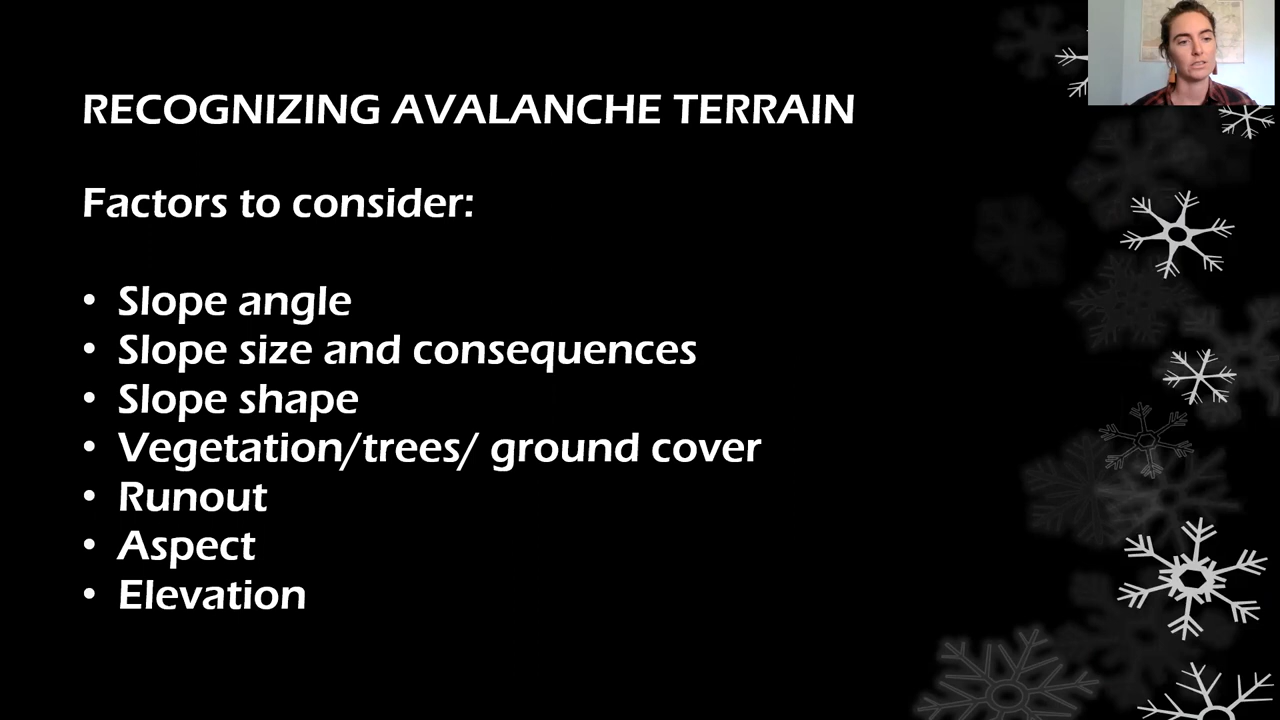 RECOGNIZING AVALANCHE TERRAIN
Factors to consider:
• Slope angle
• Slope size and consequences
• Slope shape
• Vegetation/trees/ ground cover
• Runout
• Aspect
• Elevation